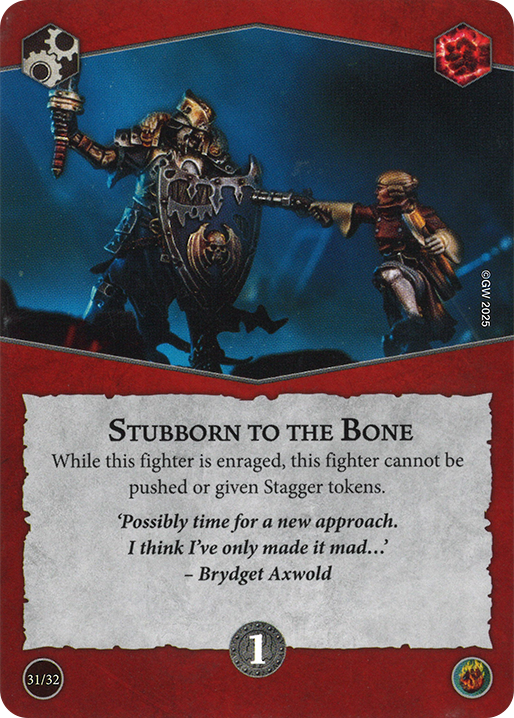 ©GW 2025
STUBBORN TO THE BONE
While this fighter is enraged, this fighter cannot be
pushed or given Stagger tokens.
‘Possibly time for a new approach.
I think I’ve only made it mad…’
– Brydget Axwold
1
31/32